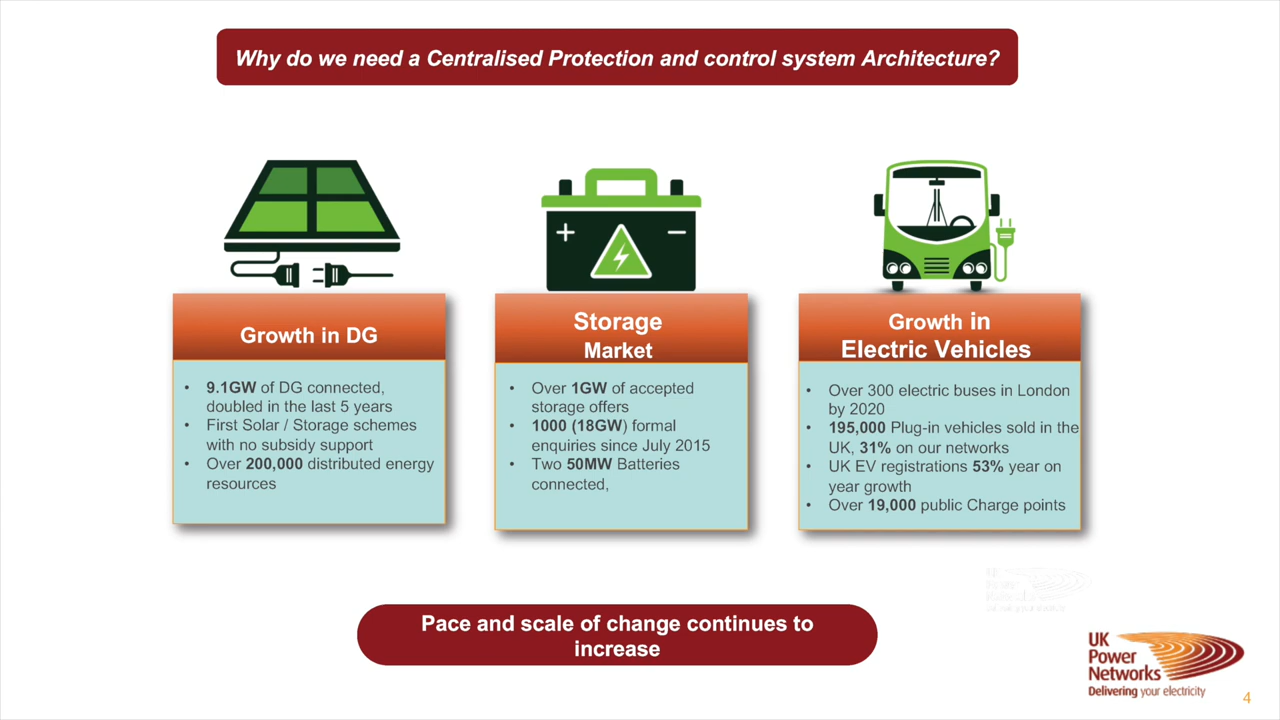 Why do we need a Centralised Protection and control system Architecture?
Growth in DG
• 9.1GW of DG connected,
doubled in the last 5 years
• First Solar / Storage schemes
with no subsidy support
• Over 200,000 distributed energy
resources
Storage
Market
• Over 1GW of accepted
storage offers
• 1000 (18GW) formal
enquiries since July 2015
• Two 50MW Batteries
connected,
Growth in
Electric Vehicles
• Over 300 electric buses in London
by 2020
• 195,000 Plug-in vehicles sold in the
UK, 31% on our networks
• UK EV registrations 53% year on
year growth
• Over 19,000 public Charge points
Pace and scale of change continues to
increase
UK
Power
Networks
Delivering your electricity
4